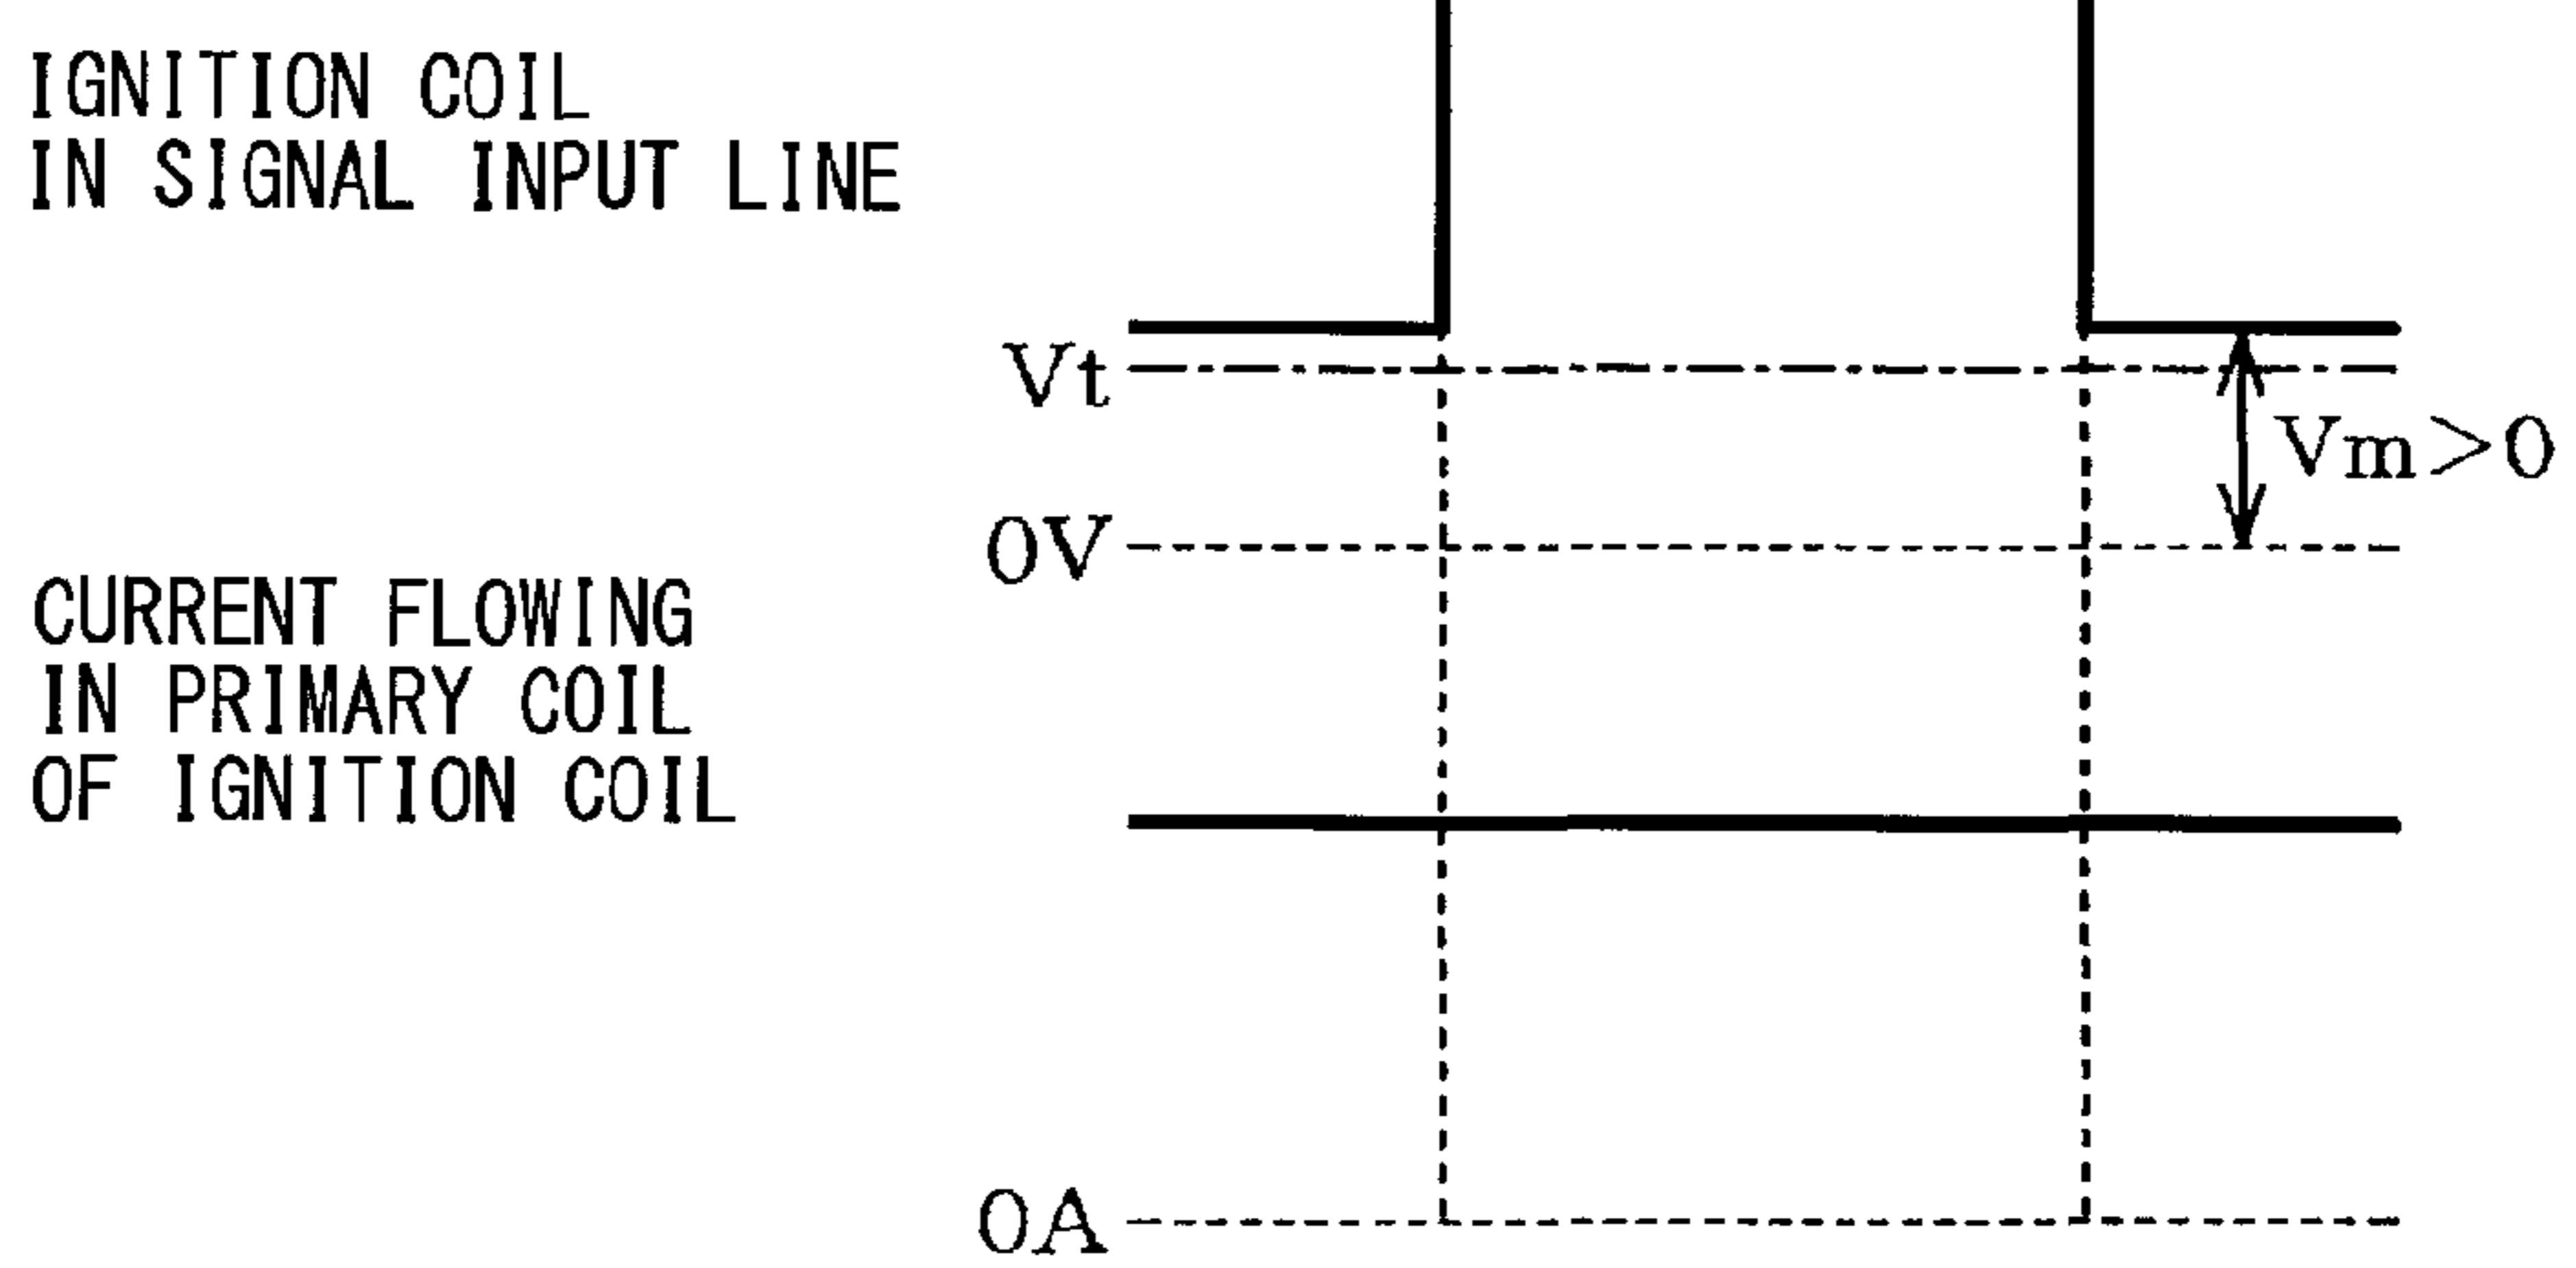 IGNITION COIL
IN SIGNAL INPUT LINE
Vt
Vm>0
0V
CURRENT FLOWING
IN PRIMARY COIL
OF IGNITION COIL
0A